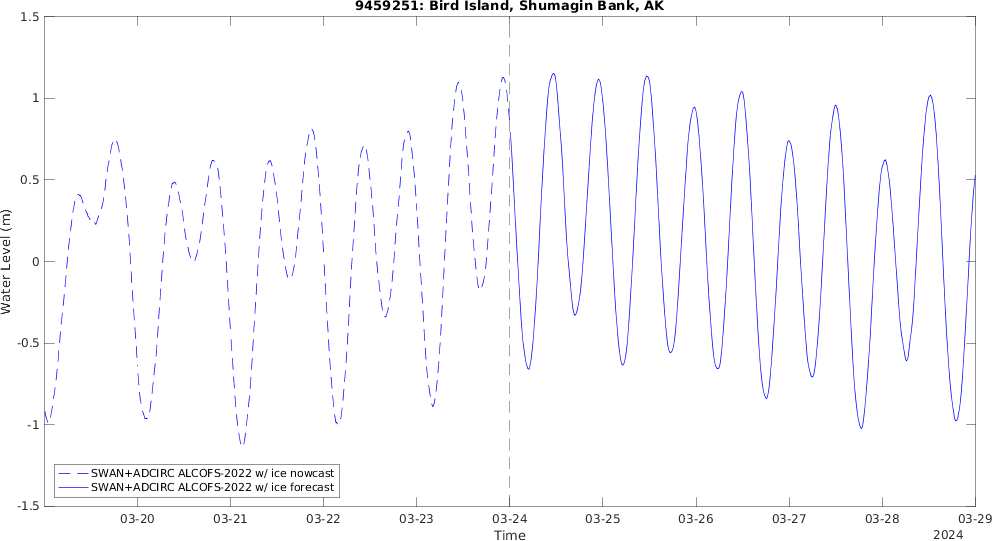 9459251: Bird Island, Shumagin Bank, AK
1.5
1
0.5
0
-0.5
-1
-1.5
Water Level (m)
SWAN+ADCIRC ALCOFS-2022 w/ ice nowcast
SWAN+ADCIRC ALCOFS-2022 w/ ice forecast
03-20 03-21 03-22 03-23 03-24 03-25 03-26 03-27 03-28 03-29
Time
2024